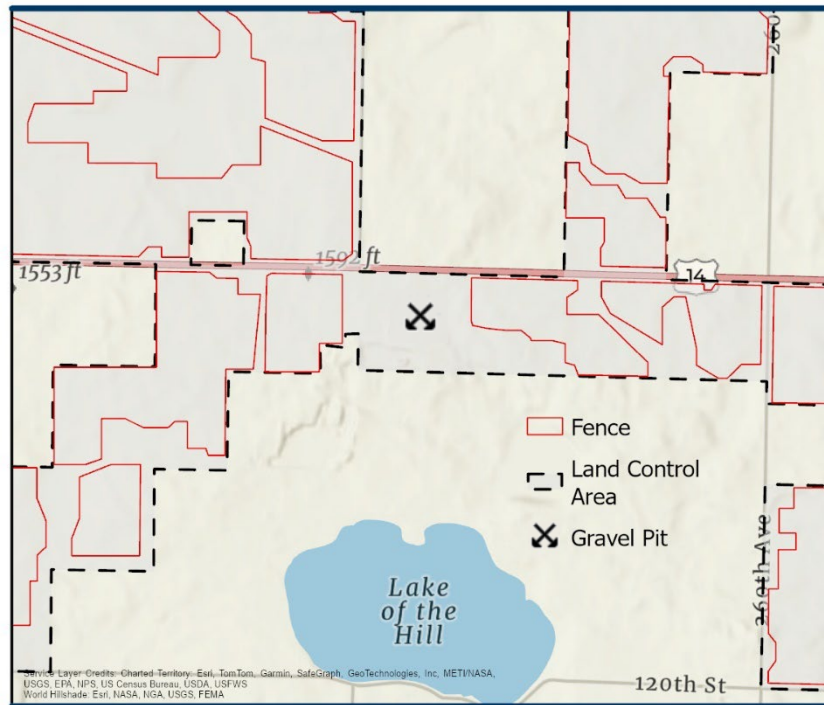 260
1592 ft
1553 ft
14
Fence
Land Control
Area
Gravel Pit
Lake
of the
Hill
260th Ave
120th St
Service Layer Credits: Charted Territory: Esri, TomTom, Garmin, SafeGraph, GeoTechnologies, Inc, METI/NASA,
USGS, EPA, NPS, US Census Bureau, USDA, USFWS
World Hillshade: Esri, NASA, NGA, USGS, FEMA